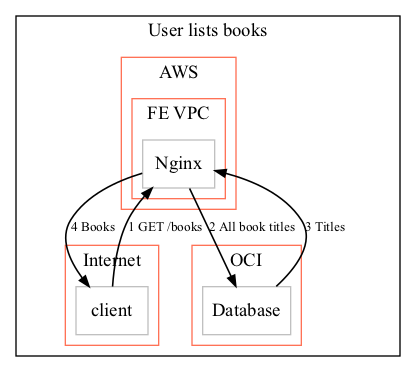 User lists books
AWS
FE VPC
Nginx
4 Books
1 GET /books
2 All book titles
3 Titles
Internet
OCI
client
Database